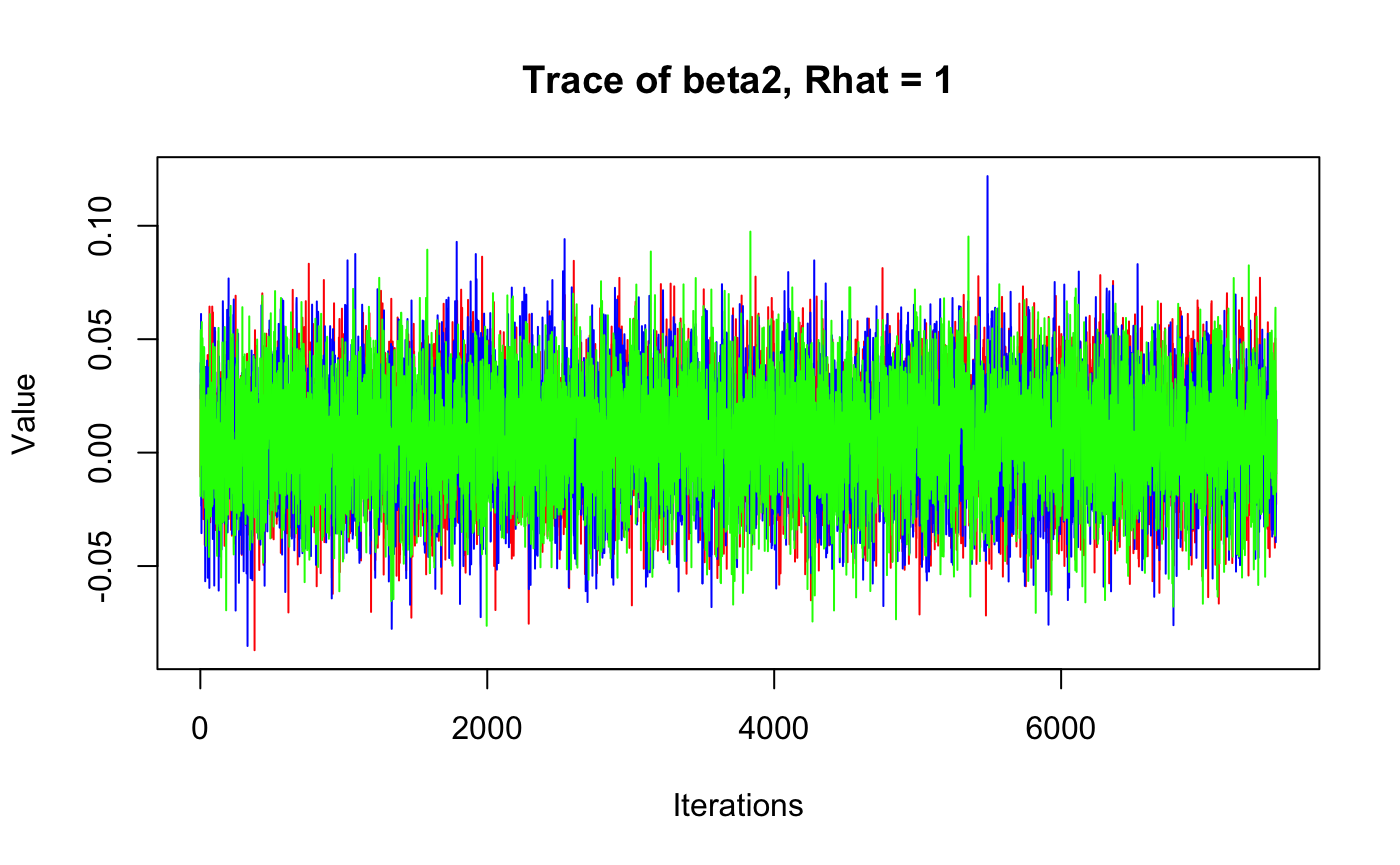 Trace of beta2, Rhat = 1
Value
0.10
0.05
0.00
-0.05
0 2000 4000 6000
Iterations